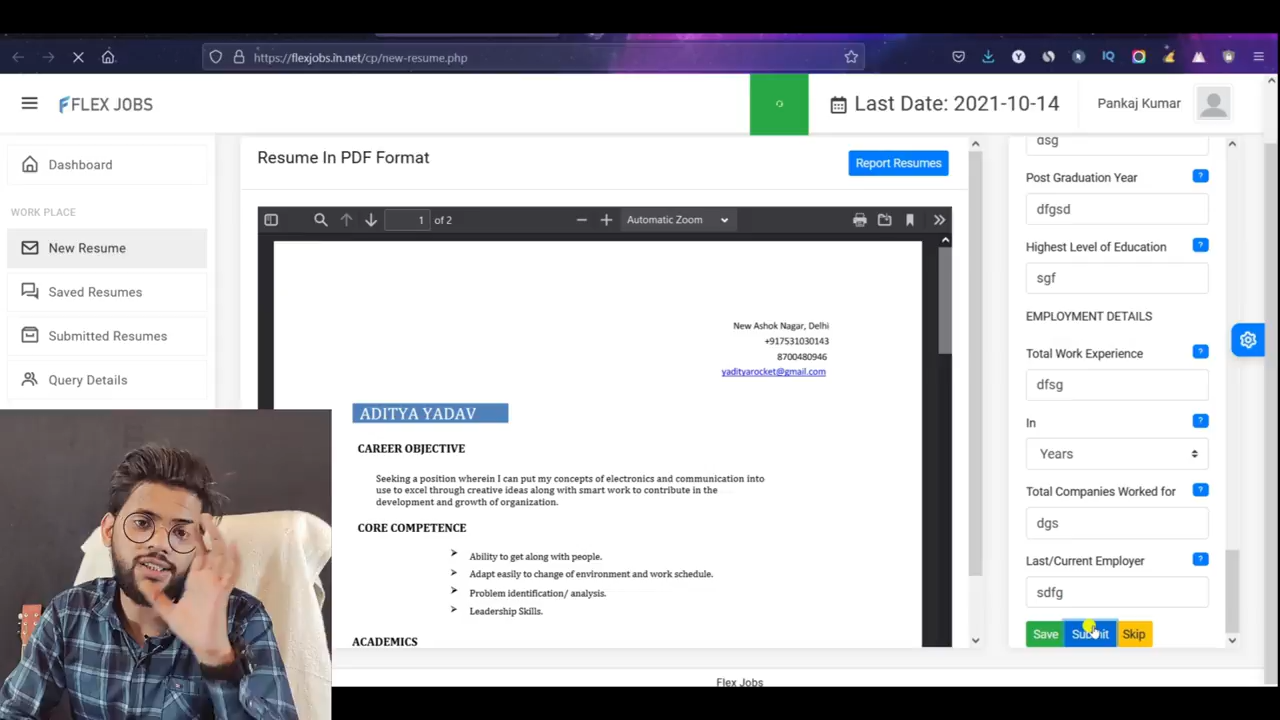 https://flexjobs.in.net/cp/new-resume.php
IQ
FLEX JOBS
Last Date: 2021-10-14
Pankaj Kumar
Dashboard
WORK PLACE
New Resume
Saved Resumes
Submitted Resumes
Query Details
Resume In PDF Format
Report Resumes
1 of 2
Automatic Zoom
New Ashok Nagar, Delhi
+917531030143
8700480946
yadityarocket@gmail.com
ADITYA YADAV
CAREER OBJECTIVE
Seeking a position wherein I can put my concepts of electronics and communication into
use to excel through creative ideas along with smart work to contribute in the
development and growth of organization.
CORE COMPETENCE
Ability to get along with people.
Adapt easily to change of environment and work schedule.
Problem identification/ analysis.
Leadership Skills.
ACADEMICS
dsg
Post Graduation Year ?
dfgsd
Highest Level of Education ?
sgf
EMPLOYMENT DETAILS
Total Work Experience ?
dfsg
In ?
Years
Total Companies Worked for ?
dgs
Last/Current Employer ?
sdfg
Save Submit Skip
Flex Jobs